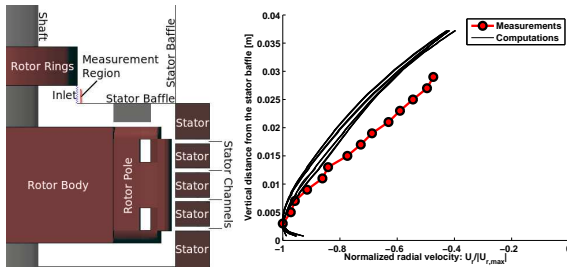 Shaft
Rotor Rings
Measurement
Region
Inlet
Stator Baffle
Stator Baffle
Stator
Stator
Stator
Stator
Stator
Stator Channels
Rotor Body
Rotor Pole
Measurements
Computations
Vertical distance from the stator baffle [m]
0.04
0.035
0.03
0.025
0.02
0.015
0.01
0.005
0
-1
-0.8
-0.6
-0.4
-0.2
0
Normalized radial velocity: Ur/|Ur,max|